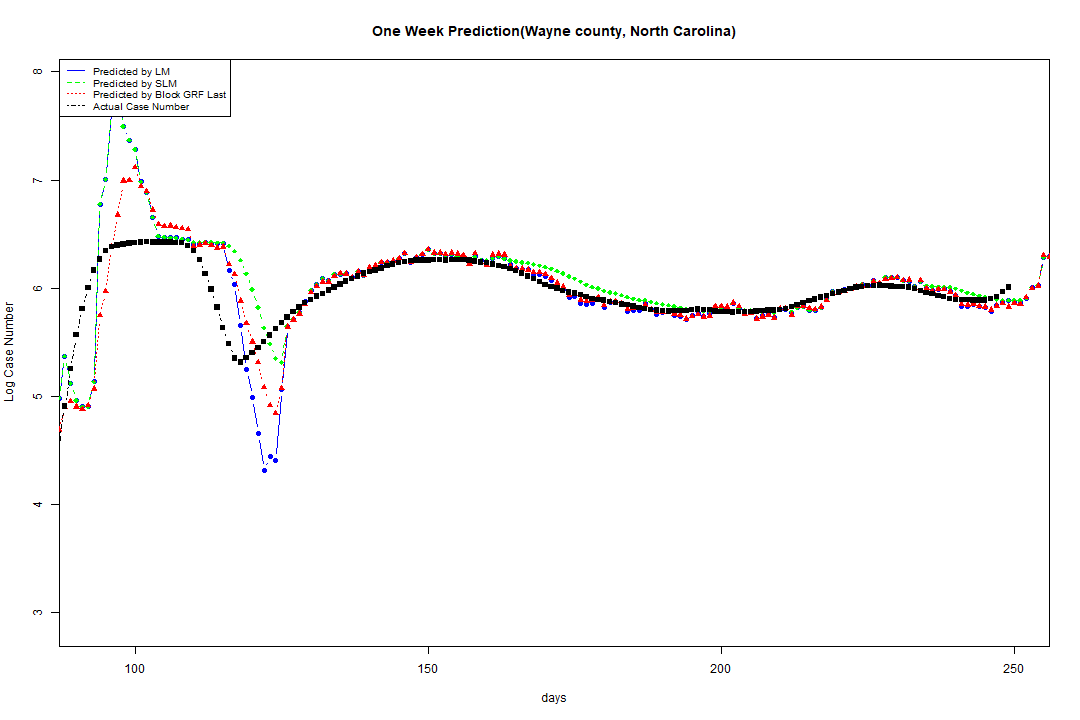 One Week Prediction(Wayne county, North Carolina)
Predicted by LM
Predicted by SLM
Predicted by Block GRF Last
Actual Case Number
8
7
6
5
4
3
Log Case Number
100
150
200
250
days